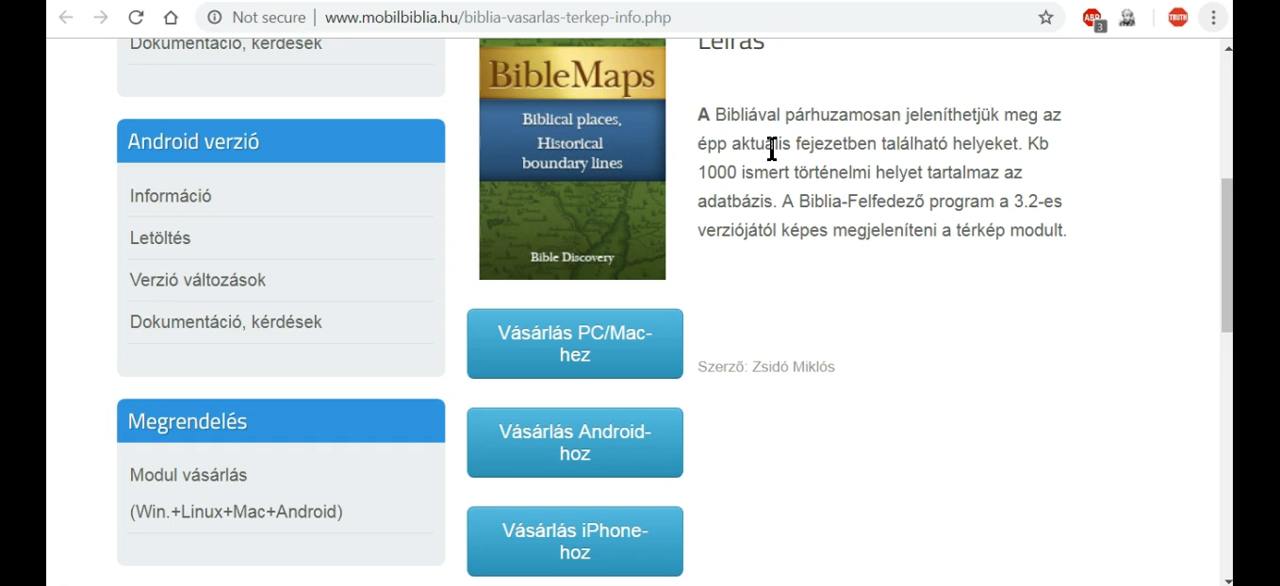 Not secure
www.mobilbiblia.hu/biblia-vasarlas-terkep-info.php
ABP
3
TRUTH
Dokumentáció, kérdések
Android verzió
Információ
Letöltés
Verzió változások
Dokumentáció, kérdések
Megrendelés
Modul vásárlás
(Win.+Linux+Mac+Android)
BibleMaps
Biblical places,
Historical
boundary lines
Bible Discovery
Vásárlás PC/Mac-
hez
Vásárlás Android-
hoz
Vásárlás iPhone-
hoz
Leírás
A Bibliával párhuzamosan jeleníthetjük meg az
épp aktuális fejezetben található helyeket. Kb
1000 ismert történelmi helyet tartalmaz az
adatbázis. A Biblia-Felfedező program a 3.2-es
verziójától képes megjeleníteni a térkép modult.
Szerző: Zsidó Miklós